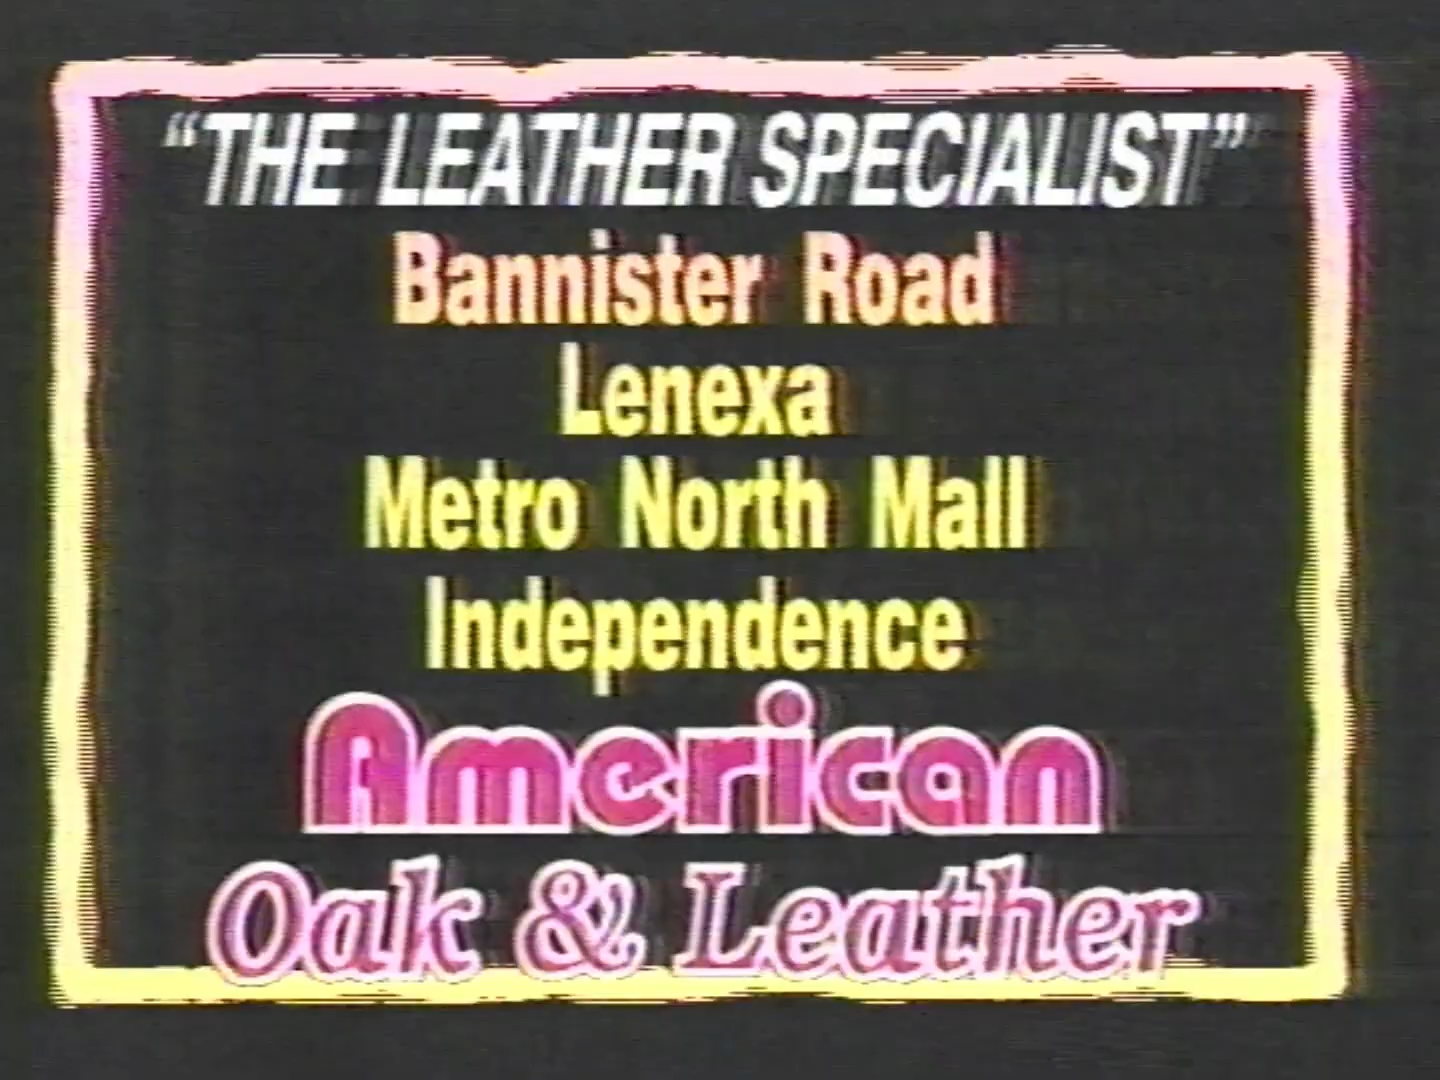 “THE LEATHER SPECIALIST”
Bannister Road
Lenexa
Metro North Mall
Independence
American
Oak & Leather